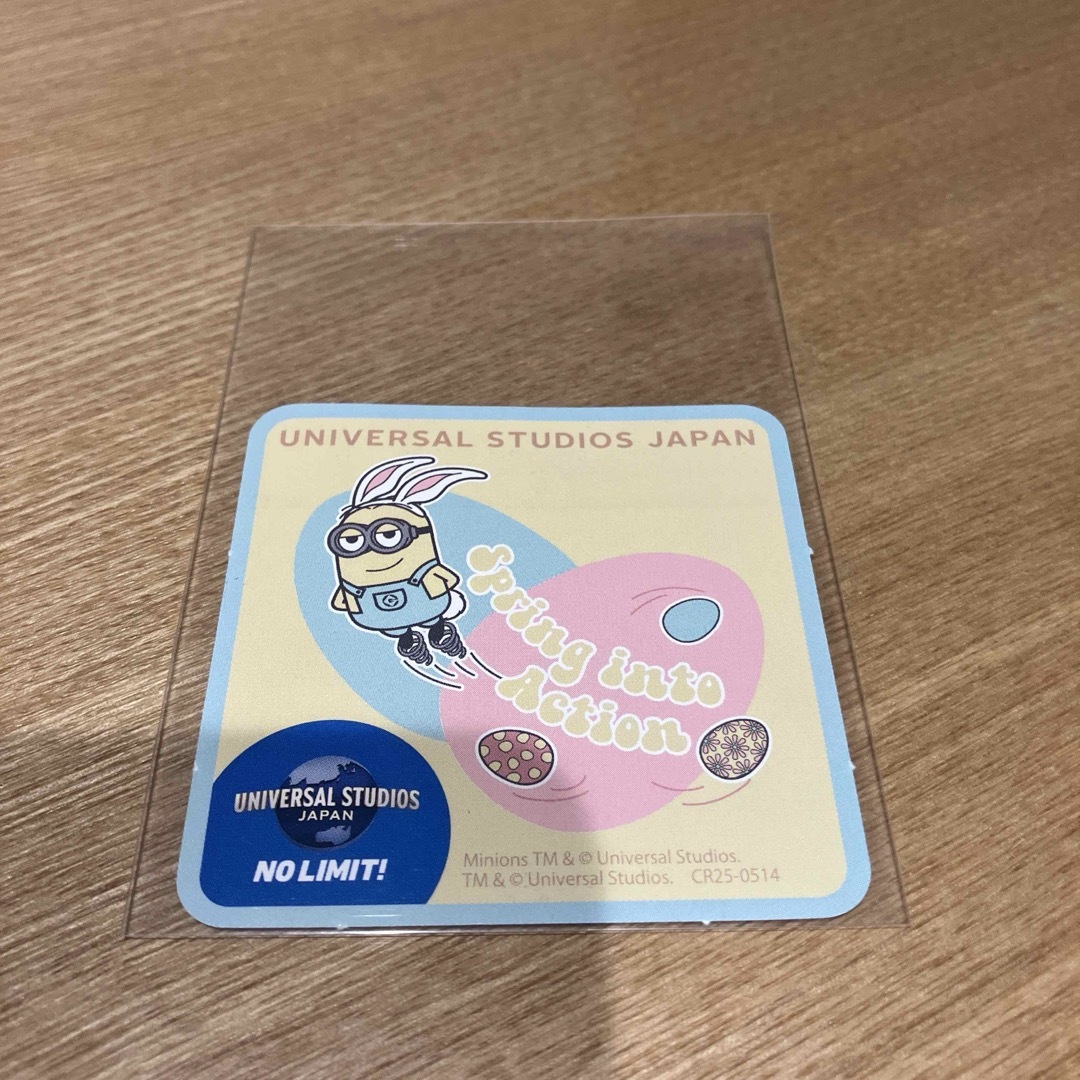 UNIVERSAL STUDIOS JAPAN
Spring into
Action
UNIVERSAL STUDIOS
JAPAN
NO LIMIT!
Minions TM & © Universal Studios.
TM & © Universal Studios. CR25-0514